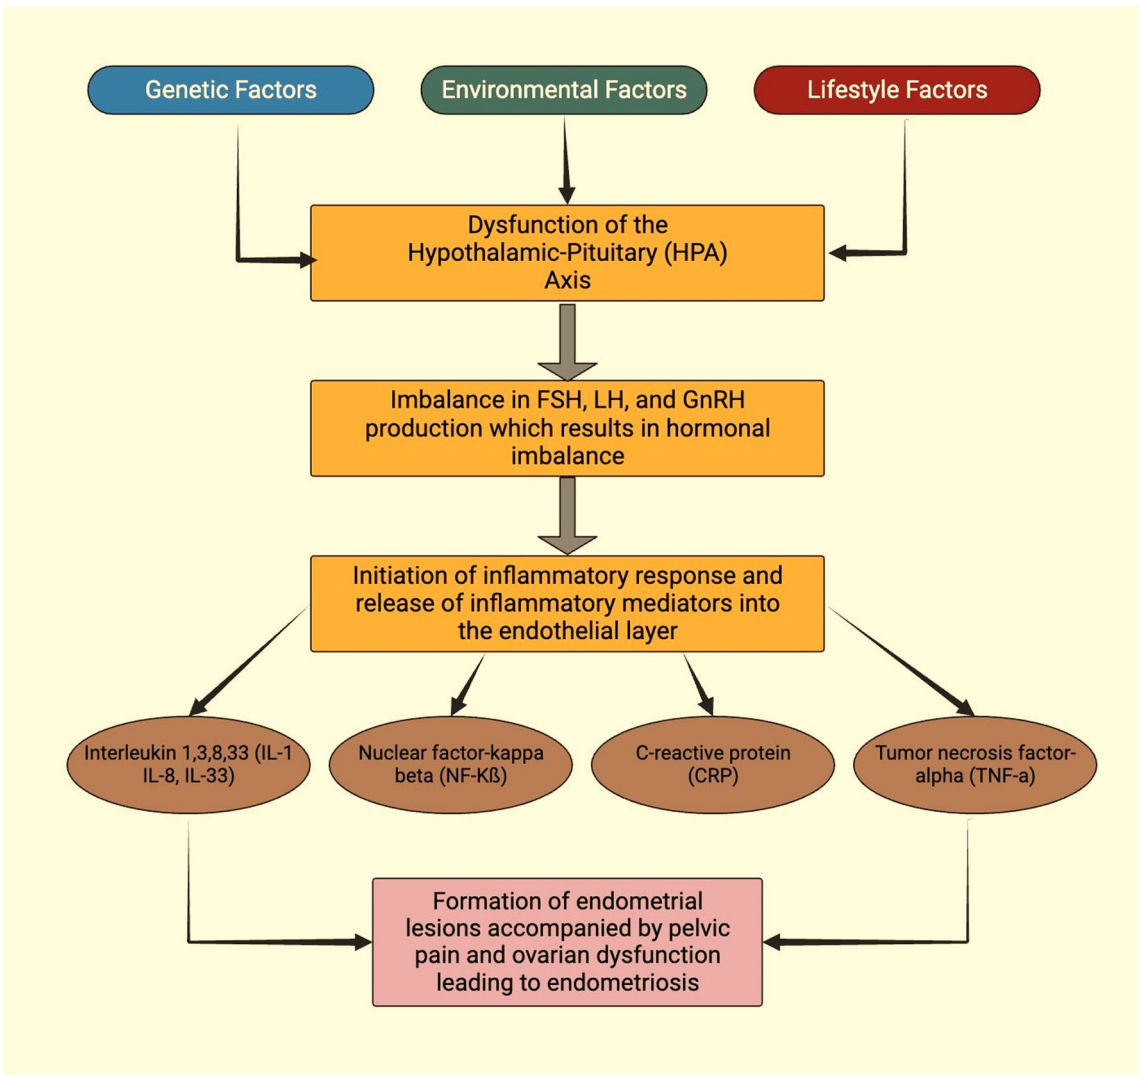 Genetic Factors
Environmental Factors
Lifestyle Factors
Dysfunction of the
Hypothalamic-Pituitary (HPA)
Axis
Imbalance in FSH, LH, and GnRH
production which results in hormonal
imbalance
Initiation of inflammatory response and
release of inflammatory mediators into
the endothelial layer
Interleukin 1,3,8,33 (IL-1
IL-8, IL-33)
Nuclear factor-kappa
beta (NF-Kß)
C-reactive protein
(CRP)
Tumor necrosis factor-
alpha (TNF-a)
Formation of endometrial
lesions accompanied by pelvic
pain and ovarian dysfunction
leading to endometriosis